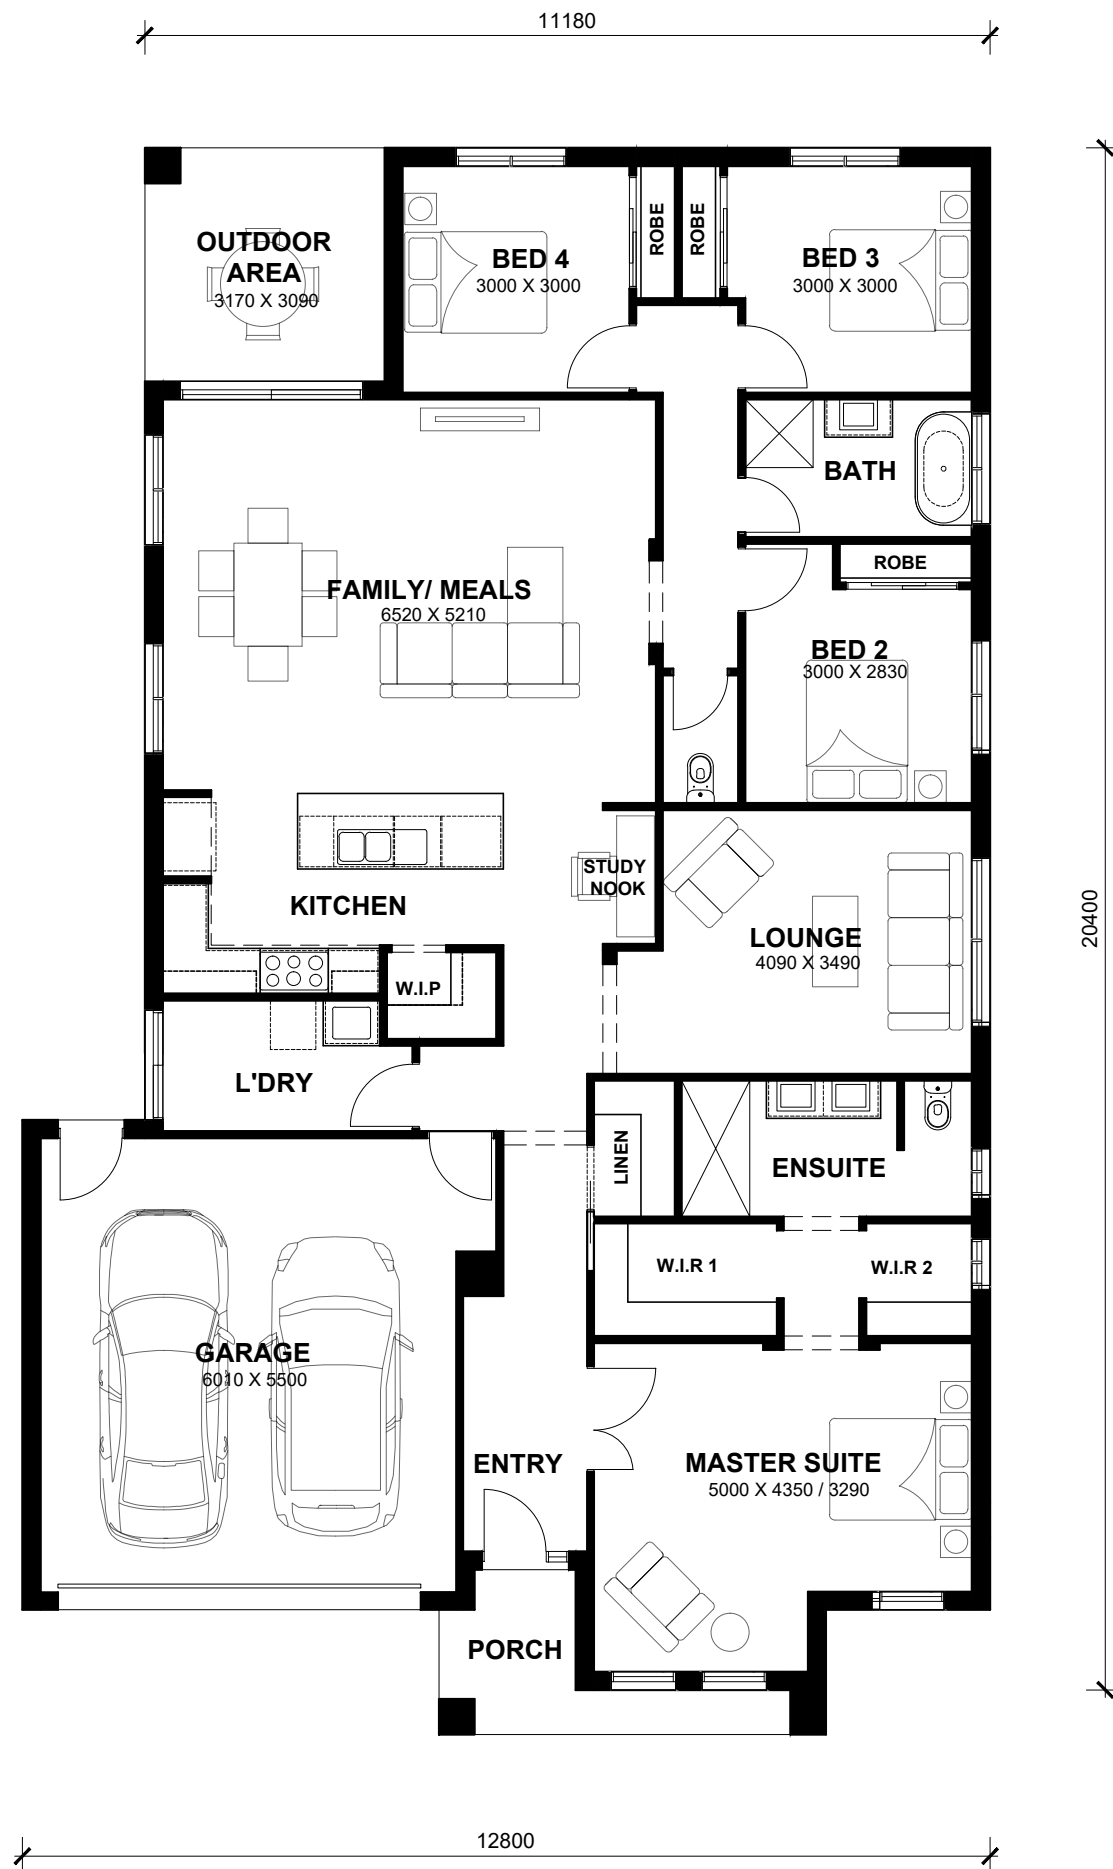 11180
OUTDOOR
AREA
3170 X 3090
BED 4
3000 X 3000
ROBE
ROBE
BED 3
3000 X 3000
BATH
ROBE
FAMILY/ MEALS
6520 X 5210
BED 2
3000 X 2830
STUDY
NOOK
KITCHEN
LOUNGE
4090 X 3490
20400
W.I.P
L'DRY
LINEN
ENSUITE
W.I.R 1
W.I.R 2
GARAGE
6010 X 5500
ENTRY
MASTER SUITE
5000 X 4350 / 3290
PORCH
12800